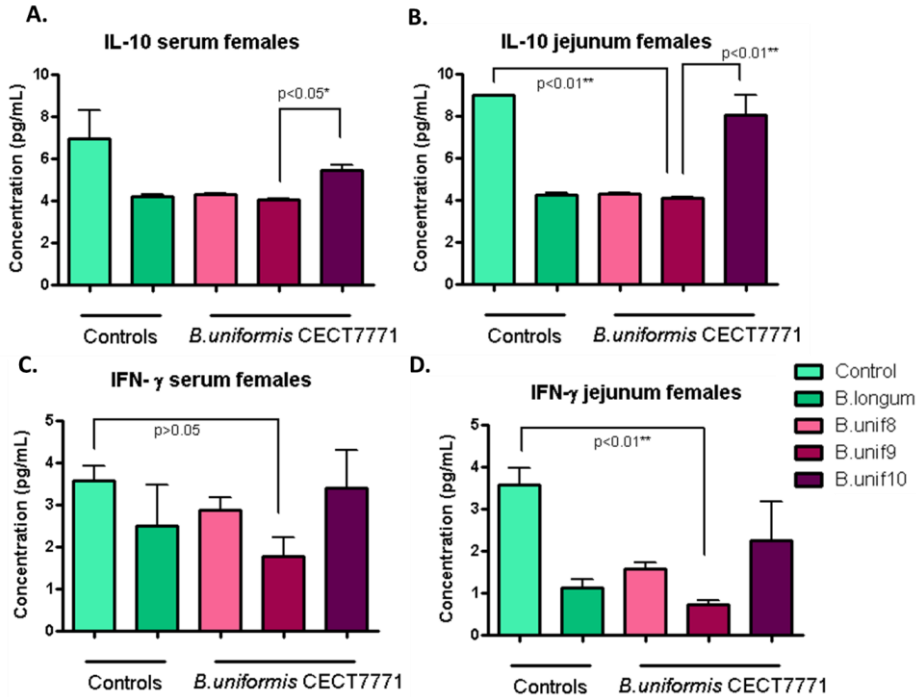 A.
IL-10 serum females
Concentration (pg/mL)
10
8
6
4
2
0
p<0.05*
Controls
B.uniformis CECT7771
B.
IL-10 jejunum females
Concentration (pg/mL)
10
8
6
4
2
0
p<0.01**
p<0.01**
Controls
B.uniformis CECT7771
C.
IFN- γ serum females
Concentration (pg/mL)
5
4
3
2
1
0
p>0.05
Controls
B.uniformis CECT7771
D.
IFN-γ jejunum females
Concentration (pg/mL)
5
4
3
2
1
0
p<0.01**
Controls
B.uniformis CECT7771
Control
B.longum
B.unif8
B.unif9
B.unif10